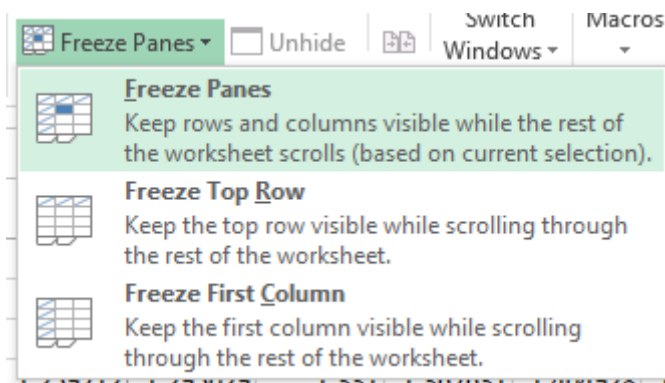 Switch Macros
Freeze Panes Unhide Windows
Freeze Panes
Keep rows and columns visible while the rest of
the worksheet scrolls (based on current selection).
Freeze Top Row
Keep the top row visible while scrolling through
the rest of the worksheet.
Freeze First Column
Keep the first column visible while scrolling
through the rest of the worksheet.